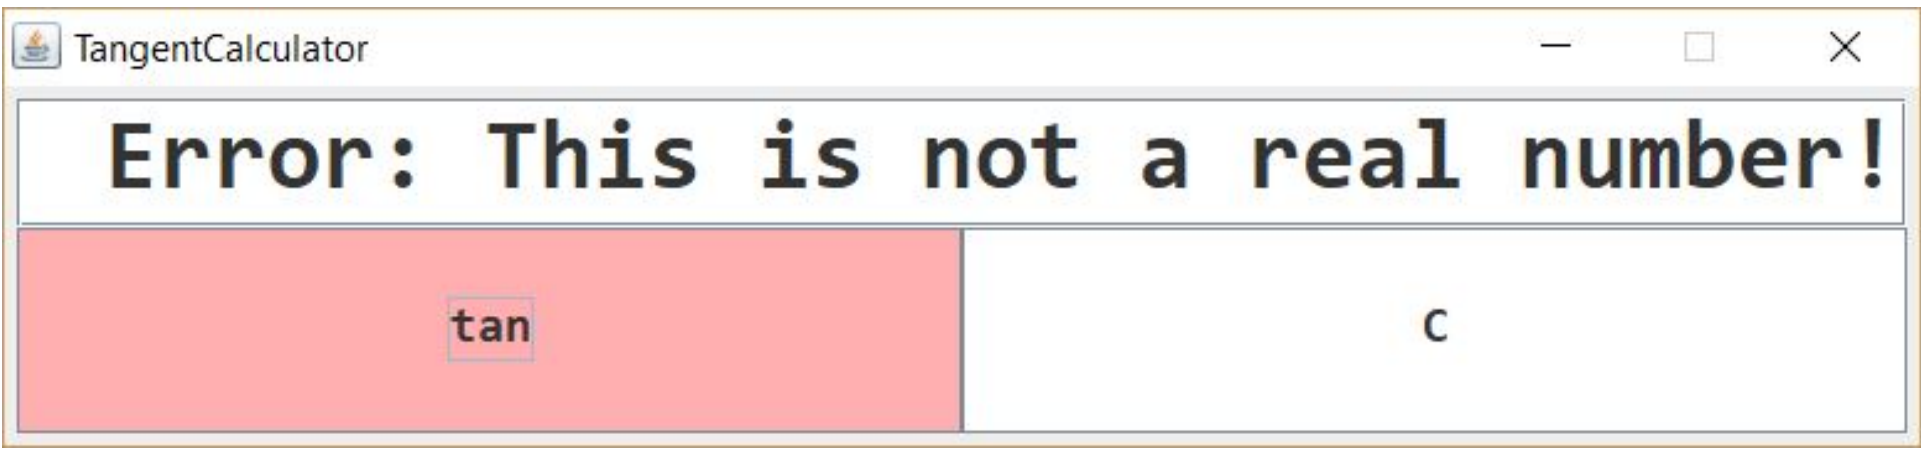 TangentCalculator
Error: This is not a real number!
tan C